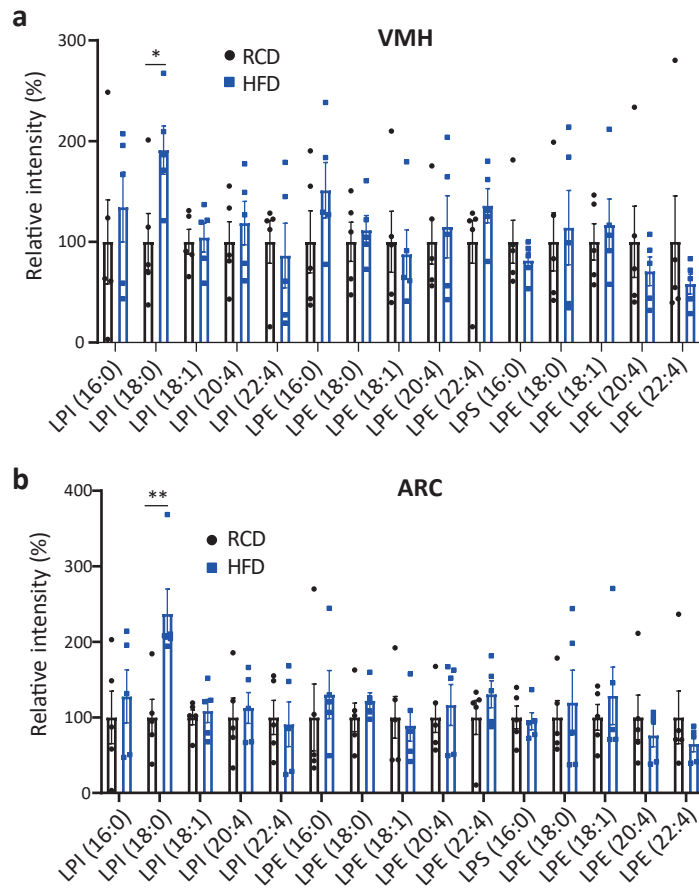 a
VMH
RCD
HFD
*
Relative intensity (%)
300
200
100
0
LPI (16:0)
LPI (18:0)
LPI (18:1)
LPI (20:4)
LPI (22:4)
LPE (16:0)
LPE (18:0)
LPE (18:1)
LPE (20:4)
LPE (22:4)
LPS (16:0)
LPE (18:0)
LPE (18:1)
LPE (20:4)
LPE (22:4)
b
ARC
RCD
HFD
**
Relative intensity (%)
400
300
200
100
0
LPI (16:0)
LPI (18:0)
LPI (18:1)
LPI (20:4)
LPI (22:4)
LPE (16:0)
LPE (18:0)
LPE (18:1)
LPE (20:4)
LPE (22:4)
LPS (16:0)
LPE (18:0)
LPE (18:1)
LPE (20:4)
LPE (22:4)